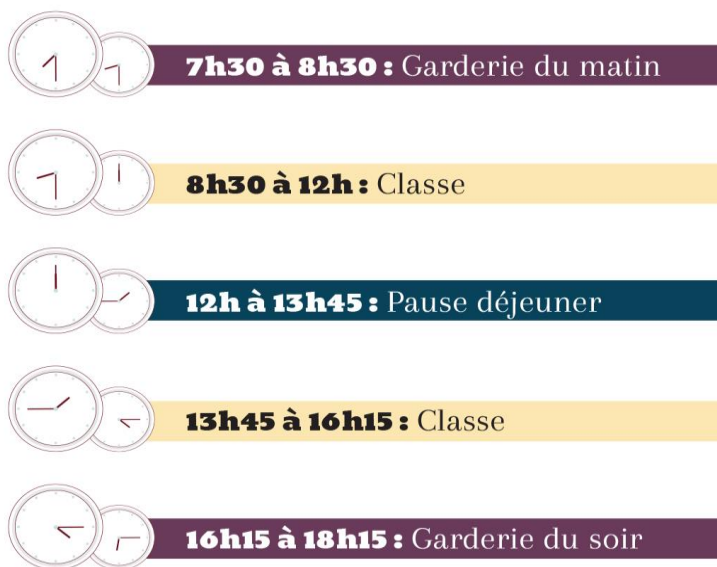 7h30 à 8h30 : Garderie du matin
8h30 à 12h : Classe
12h à 13h45 : Pause déjeuner
13h45 à 16h15 : Classe
16h15 à 18h15 : Garderie du soir